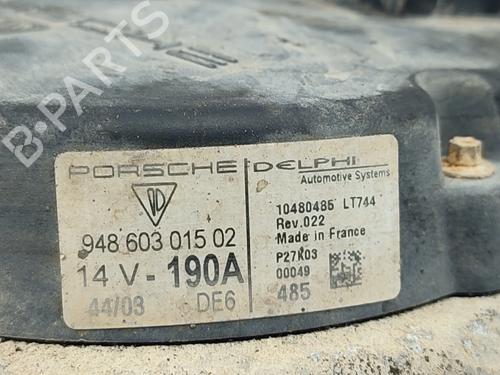 B-PARTS
PORSCHE DELPHI
Automotive Systems
948 603 015 02
14 V - 190A
44/03 DE6
10480485 LT744
Rev.022
Made in France
P27K03
00049
485